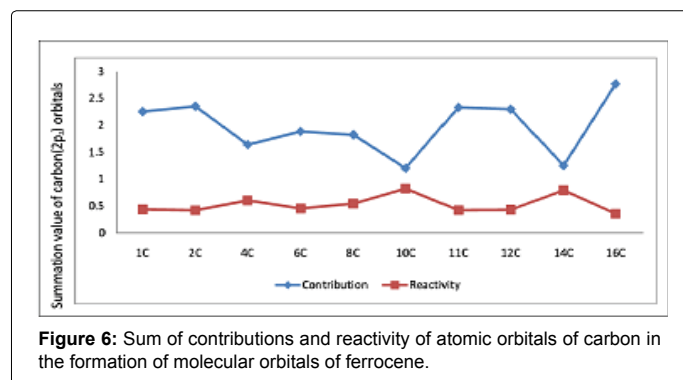 3
2.5
2
1.5
1
0.5
0
Summation value of carbon(2pz) orbitals
1C 2C 4C 6C 8C 10C 11C 12C 14C 16C
Contribution Reactivity
Figure 6: Sum of contributions and reactivity of atomic orbitals of carbon in
the formation of molecular orbitals of ferrocene.